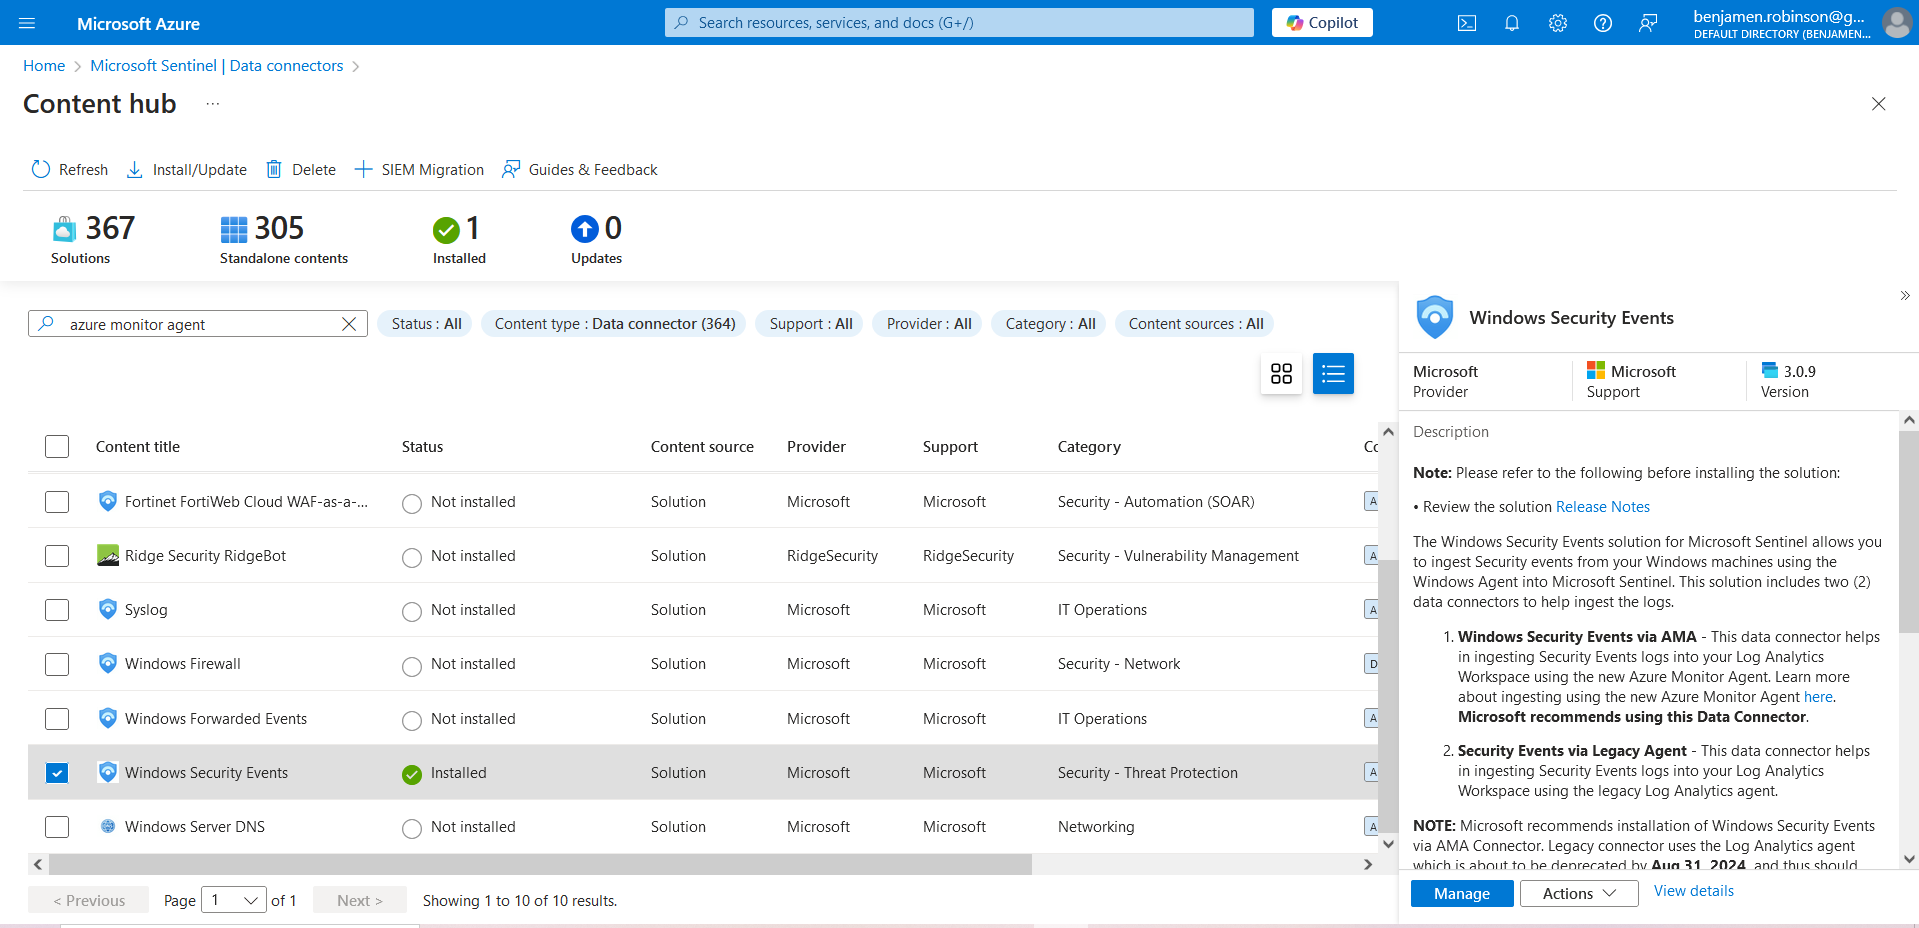 Microsoft Azure
Search resources, services, and docs (G+/)
Copilot
benjamen.robinson@g...
DEFAULT DIRECTORY (BENJAMEN...
Home > Microsoft Sentinel | Data connectors >
Content hub ...
Refresh
Install/Update
Delete
SIEM Migration
Guides & Feedback
367
Solutions
305
Standalone contents
1
Installed
0
Updates
azure monitor agent
Status : All
Content type : Data connector (364)
Support : All
Provider : All
Category : All
Content sources : All
Content title Status Content source Provider Support Category
Fortinet FortiWeb Cloud WAF-as-a-... Not installed Solution Microsoft Microsoft Security - Automation (SOAR) A
Ridge Security RidgeBot Not installed Solution RidgeSecurity RidgeSecurity Security - Vulnerability Management A
Syslog Not installed Solution Microsoft Microsoft IT Operations A
Windows Firewall Not installed Solution Microsoft Microsoft Security - Network D
Windows Forwarded Events Not installed Solution Microsoft Microsoft IT Operations A
Windows Security Events Installed Solution Microsoft Microsoft Security - Threat Protection A
Windows Server DNS Not installed Solution Microsoft Microsoft Networking A
< Previous
Page 1 of 1
Next >
Showing 1 to 10 of 10 results.
Windows Security Events
Microsoft
Provider
Microsoft
Support
3.0.9
Version
Description
Note: Please refer to the following before installing the solution:
• Review the solution Release Notes
The Windows Security Events solution for Microsoft Sentinel allows you
to ingest Security events from your Windows machines using the
Windows Agent into Microsoft Sentinel. This solution includes two (2)
data connectors to help ingest the logs.
1. Windows Security Events via AMA - This data connector helps
in ingesting Security Events logs into your Log Analytics
Workspace using the new Azure Monitor Agent. Learn more
about ingesting using the new Azure Monitor Agent here.
Microsoft recommends using this Data Connector.
2. Security Events via Legacy Agent - This data connector helps
in ingesting Security Events logs into your Log Analytics
Workspace using the legacy Log Analytics agent.
NOTE: Microsoft recommends installation of Windows Security Events
via AMA Connector. Legacy connector uses the Log Analytics agent
which is about to be deprecated by Aug 31, 2024, and thus should
Manage
Actions
View details